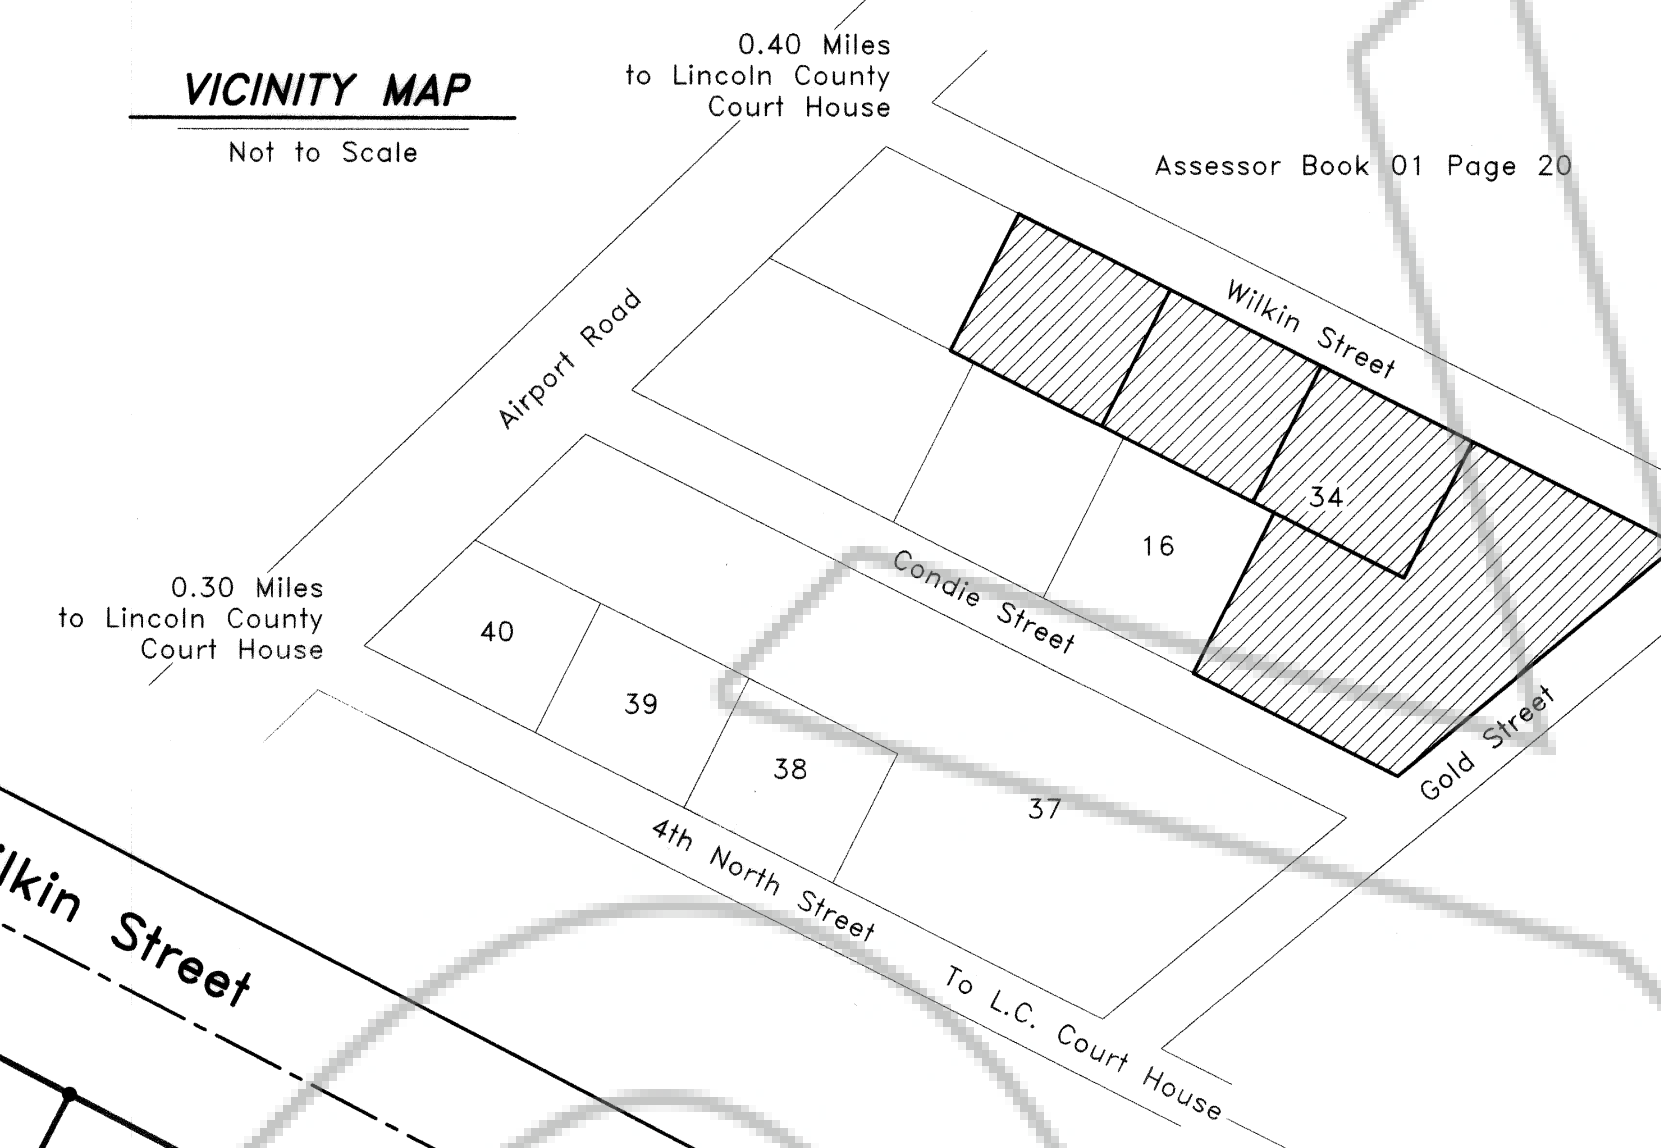 0.40 Miles
to Lincoln County
Court House
VICINITY MAP
Not to Scale
Assessor Book 01 Page 20
Wilkin Street
Airport Road
34
16
Condie Street
0.30 Miles
to Lincoln County
Court House
40
39
38
37
Gold Street
4th North Street
To L.C. Court House
ilkin Street